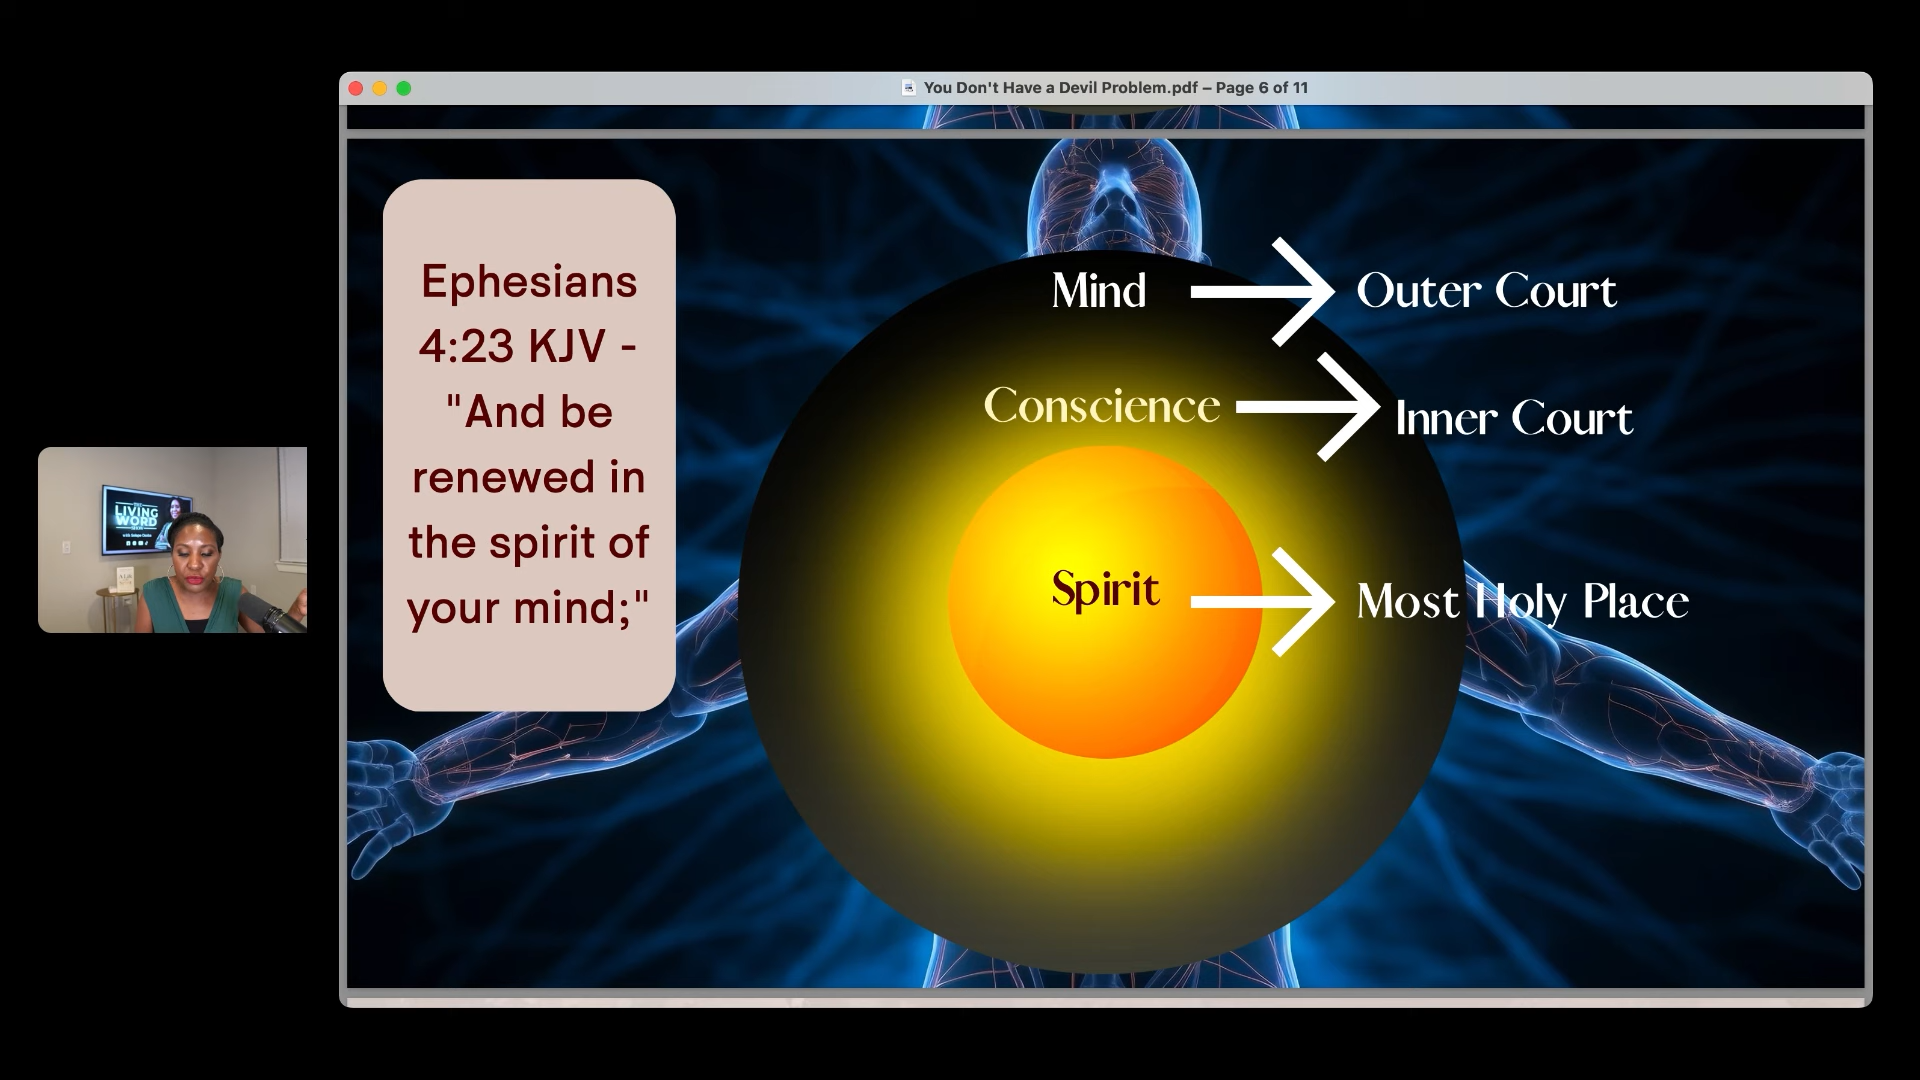 You Don't Have a Devil Problem.pdf – Page 6 of 11
Ephesians
4:23 KJV -
"And be
renewed in
the spirit of
your mind;"
Mind
Outer Court
Conscience
Inner Court
Spirit
Most Holy Place
LIVING
WORD